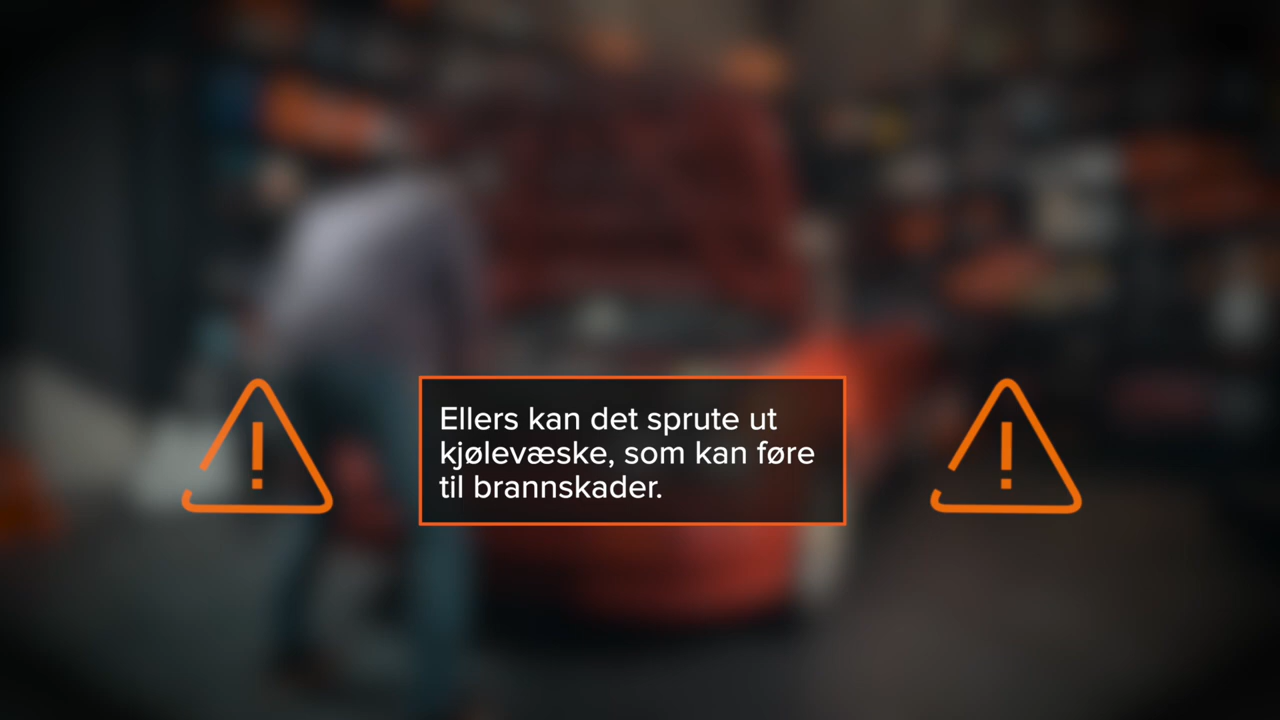 Ellers kan det sprute ut
kjølevæske, som kan føre
til brannskader.